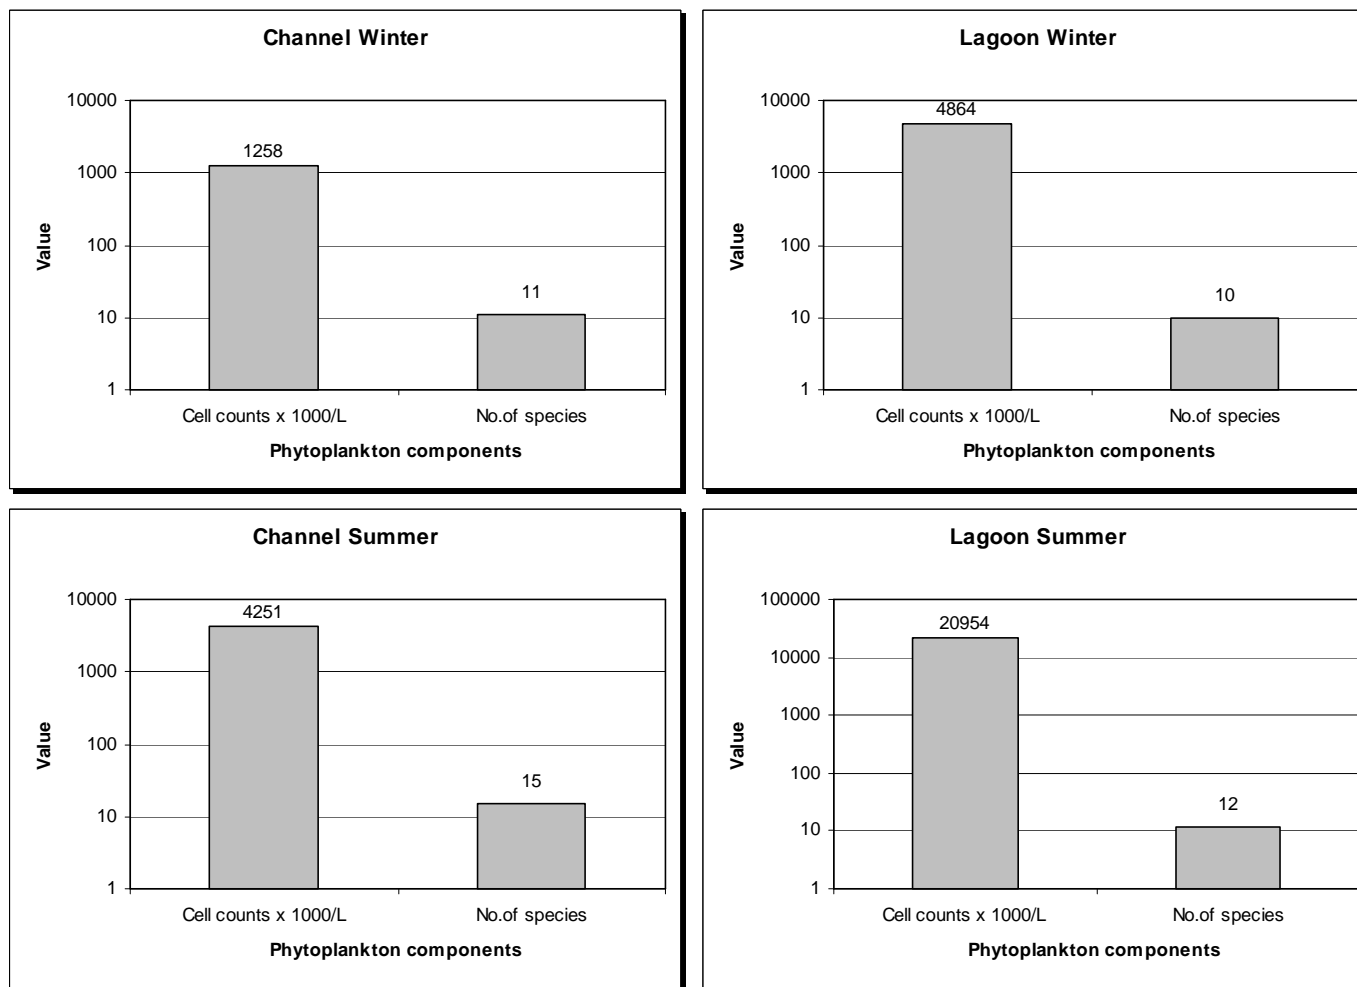 Channel Winter
10000
1000
100
10
1
Value
1258
11
Cell counts x 1000/L
No.of species
Phytoplankton components
Lagoon Winter
10000
1000
100
10
1
Value
4864
10
Cell counts x 1000/L
No.of species
Phytoplankton components
Channel Summer
10000
1000
100
10
1
Value
4251
15
Cell counts x 1000/L
No.of species
Phytoplankton components
Lagoon Summer
100000
10000
1000
100
10
1
Value
20954
12
Cell counts x 1000/L
No.of species
Phytoplankton components